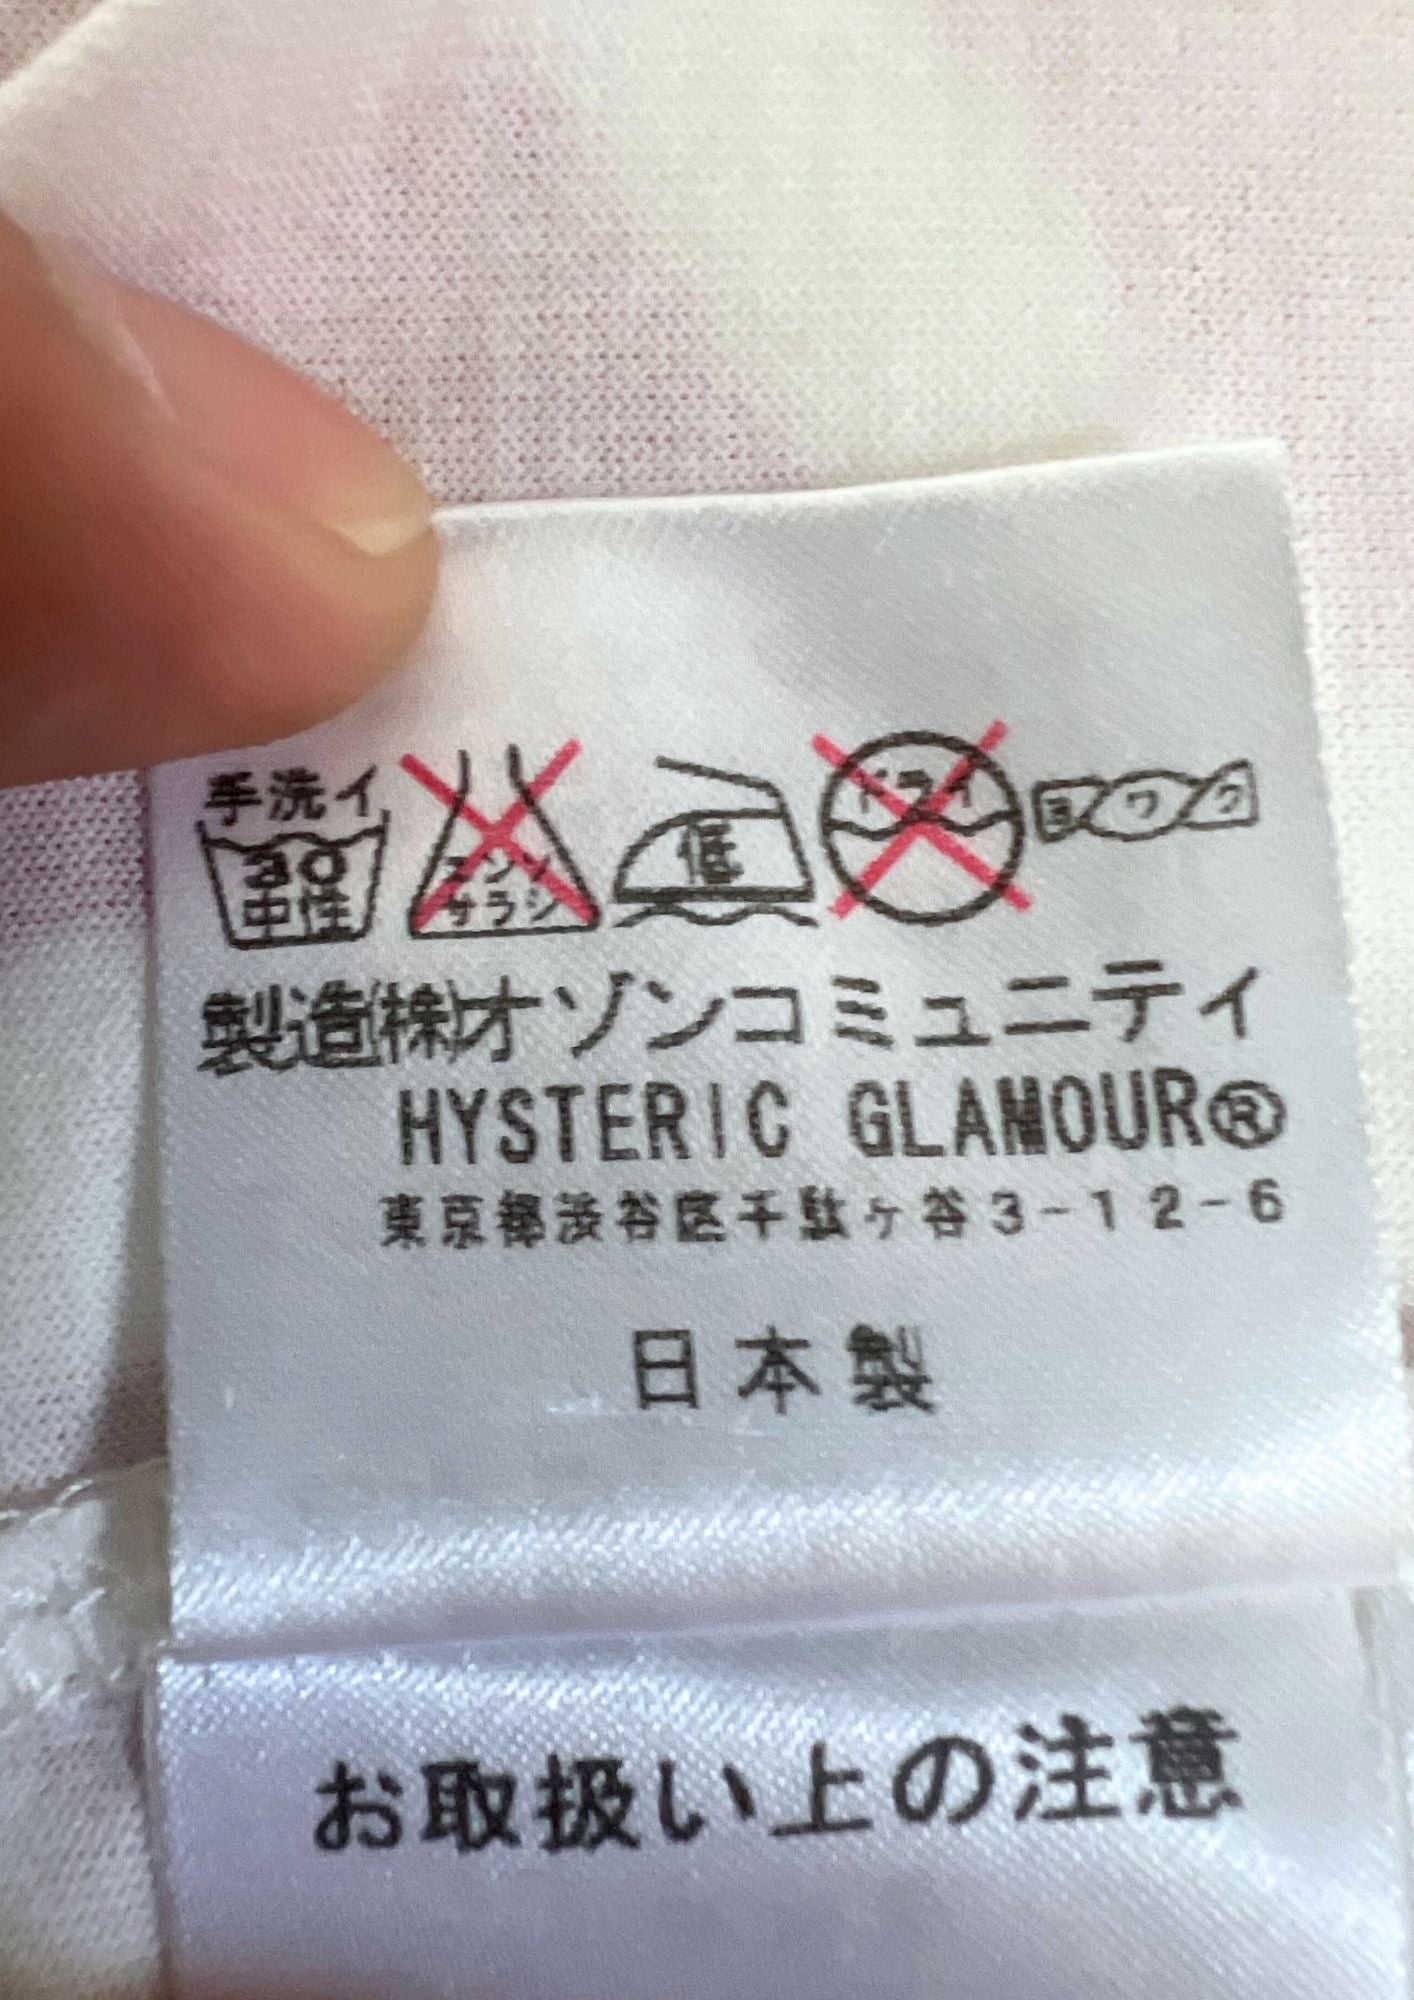 手洗イ 30 中性 エンソサラシ 低 ドライ ヨワク
製造(株)オゾンコミュニティ
HYSTERIC GLAMOUR®
東京都渋谷区千駄ヶ谷3-12-6
日本製
お取扱い上の注意